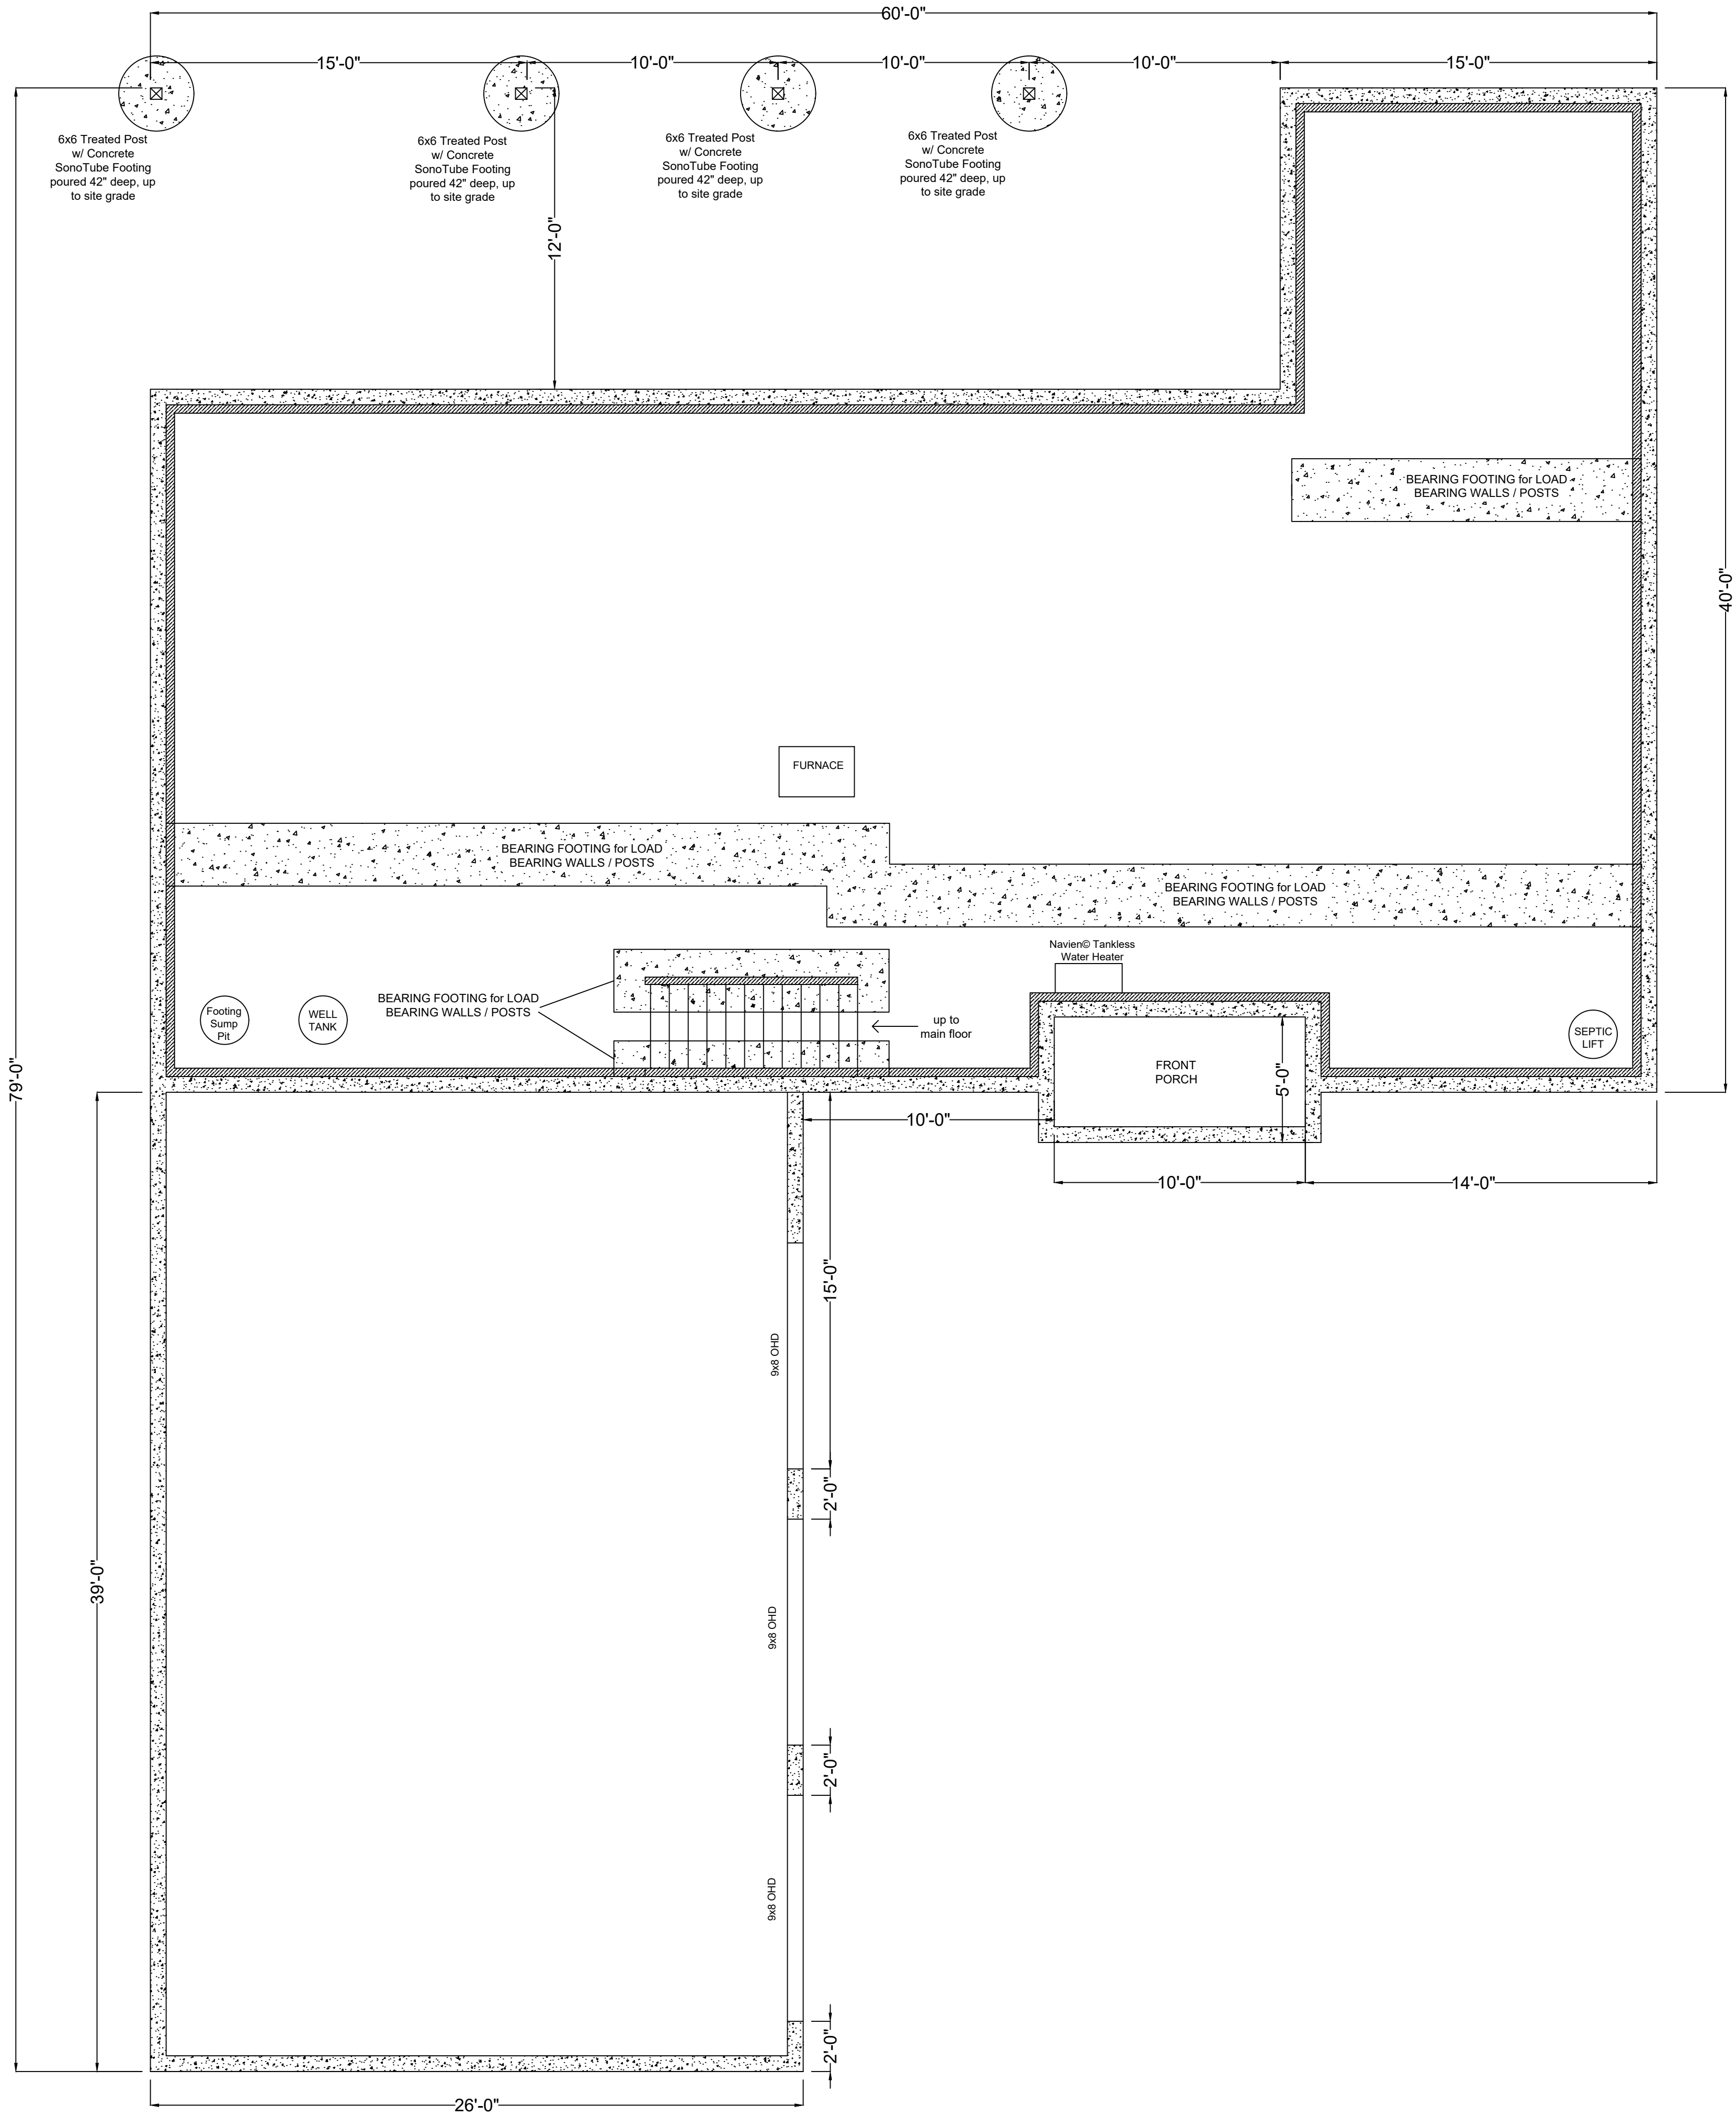 60'-0"
15'-0"
10'-0"
10'-0"
10'-0"
15'-0"
6x6 Treated Post
w/ Concrete
SonoTube Footing
poured 42" deep, up
to site grade
6x6 Treated Post
w/ Concrete
SonoTube Footing
poured 42" deep, up
to site grade
6x6 Treated Post
w/ Concrete
SonoTube Footing
poured 42" deep, up
to site grade
6x6 Treated Post
w/ Concrete
SonoTube Footing
poured 42" deep, up
to site grade
12'-0"
BEARING FOOTING for LOAD
BEARING WALLS / POSTS
40'-0"
FURNACE
BEARING FOOTING for LOAD
BEARING WALLS / POSTS
BEARING FOOTING for LOAD
BEARING WALLS / POSTS
Navien© Tankless
Water Heater
Footing
Sump
Pit
WELL
TANK
BEARING FOOTING for LOAD
BEARING WALLS / POSTS
up to
main floor
SEPTIC
LIFT
FRONT
PORCH
5'-0"
79'-0"
10'-0"
10'-0"
14'-0"
15'-0"
9x8 OHD
2'-0"
39'-0"
9x8 OHD
2'-0"
9x8 OHD
2'-0"
26'-0"